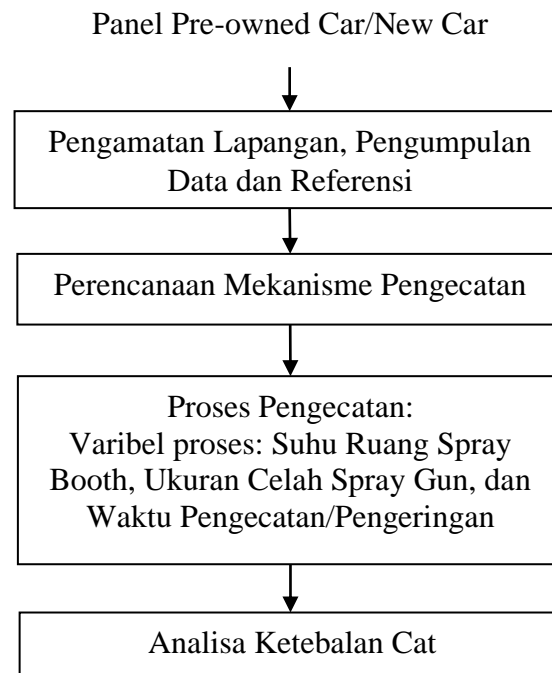 Panel Pre-owned Car/New Car
Pengamatan Lapangan, Pengumpulan
Data dan Referensi
Perencanaan Mekanisme Pengecatan
Proses Pengecatan:
Varibel proses: Suhu Ruang Spray
Booth, Ukuran Celah Spray Gun, dan
Waktu Pengecatan/Pengeringan
Analisa Ketebalan Cat